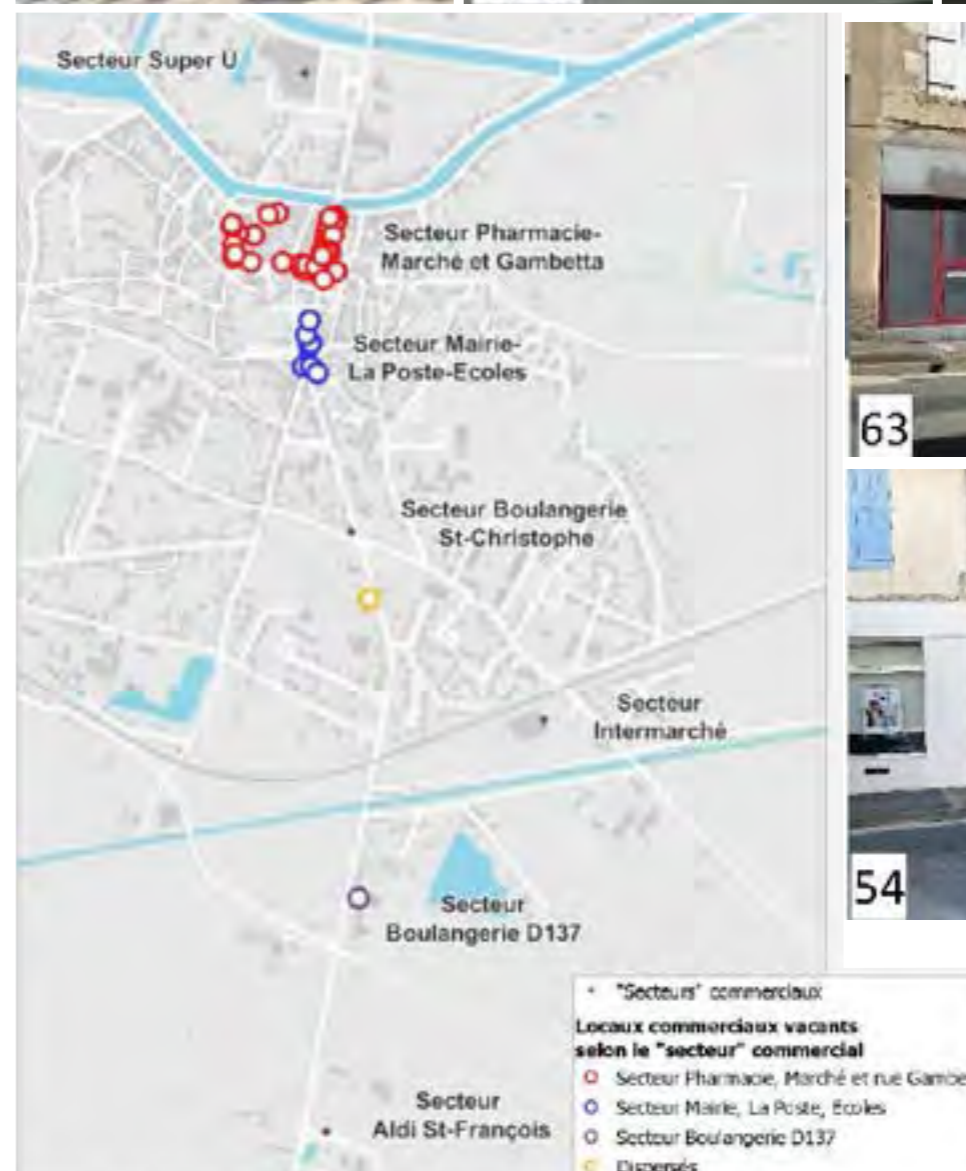 Secteur Super U
Secteur Pharmacie-
Marché et Gambetta
Secteur Mairie-
La Poste-Ecoles
Secteur Boulangerie
St-Christophe
Secteur
Intermarché
Secteur
Boulangerie D137
Secteur
Aldi St-François
63
54
"Secteurs" commerciaux
Locaux commerciaux vacants
selon le "secteur" commercial
Secteur Pharmacie, Marché et rue Gambe
Secteur Mairie, La Poste, Ecoles
Secteur Boulangerie D137
Dispersés